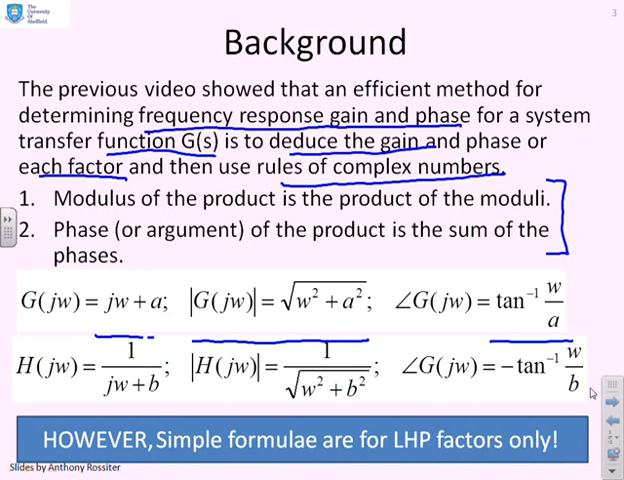 The
University
Of
Sheffield.
3
Background
The previous video showed that an efficient method for
determining frequency response gain and phase for a system
transfer function G(s) is to deduce the gain and phase or
each factor and then use rules of complex numbers.
1. Modulus of the product is the product of the moduli.
2. Phase (or argument) of the product is the sum of the
phases.
G(jw) = jw + a; |G(jw)| = √(w² + a²); ∠G(jw) = tan⁻¹ w/a
H(jw) = 1/(jw + b); |H(jw)| = 1/√(w² + b²); ∠G(jw) = −tan⁻¹ w/b
HOWEVER, Simple formulae are for LHP factors only!
Slides by Anthony Rossiter